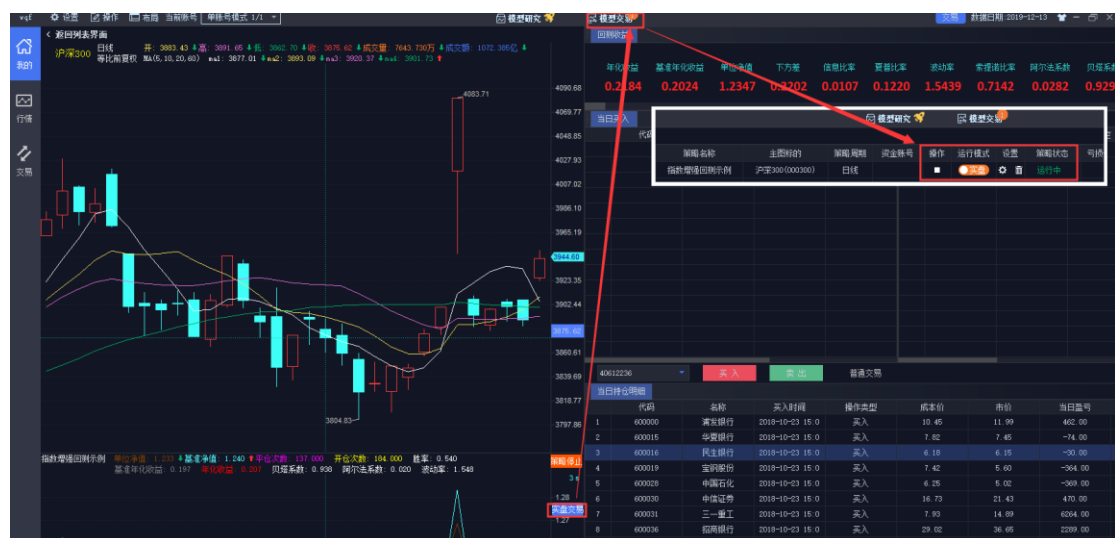 vqf 设置 操作 布局 当前账号 单账号模式 1/1 模型研究 模型交易 交易 数据日期 2019-12-13
< 返回列表界面
沪深300 日线 开: 3883.43 高: 3891.65 低: 3862.70 收: 3875.62 成交量: 7643.730万 成交额: 1072.385亿
等比前复权 MA(5,10,20,60) ma1: 3877.01 ma2: 3893.09 ma3: 3920.37 ma4: 3901.73
我的
行情
交易
4083.71
3804.83
4090.68
4069.77
4048.85
4027.93
4007.02
3986.10
3965.19
3944.60
3923.35
3902.44
3875.62
3860.61
3839.69
3818.77
3797.86
指数增强回测示例 单位净值: 1.233 基准净值: 1.240 平仓次数: 137.000 开仓次数: 184.000 胜率: 0.540
基准年化收益: 0.197 年化收益: 0.207 贝塔系数: 0.938 阿尔法系数: 0.020 波动率: 1.548
策略停止
1.28
实盘交易
1.27
回测收益
年化收益 基准年化收益 单位净值 下方差 信息比率 夏普比率 波动率 索提诺比率 阿尔法系数 贝塔系数
0.2184 0.2024 1.2347 0.2202 0.0107 0.1220 1.5439 0.7142 0.0282 0.929
当日买入
代码
模型研究 模型交易
策略名称 主图标的 策略周期 资金账号 操作 运行模式 设置 策略状态 亏损
指数增强回测示例 沪深300(000300) 日线 实盘 运行中
40612236 买入 卖出 普通交易
当日持仓明细
代码 名称 买入时间 操作类型 成本价 市价 当日盈亏
1 600000 浦发银行 2018-10-23 15:0 买入 10.45 11.99 462.00
2 600015 华夏银行 2018-10-23 15:0 买入 7.82 7.45 -74.00
3 600016 民生银行 2018-10-23 15:0 买入 6.18 6.15 -30.00
4 600019 宝钢股份 2018-10-23 15:0 买入 7.42 5.60 -364.00
5 600028 中国石化 2018-10-23 15:0 买入 6.25 5.02 -369.00
6 600030 中信证券 2018-10-23 15:0 买入 16.73 21.43 470.00
7 600031 三一重工 2018-10-23 15:0 买入 7.93 14.89 6264.00
8 600036 招商银行 2018-10-23 15:0 买入 29.02 36.65 2289.00